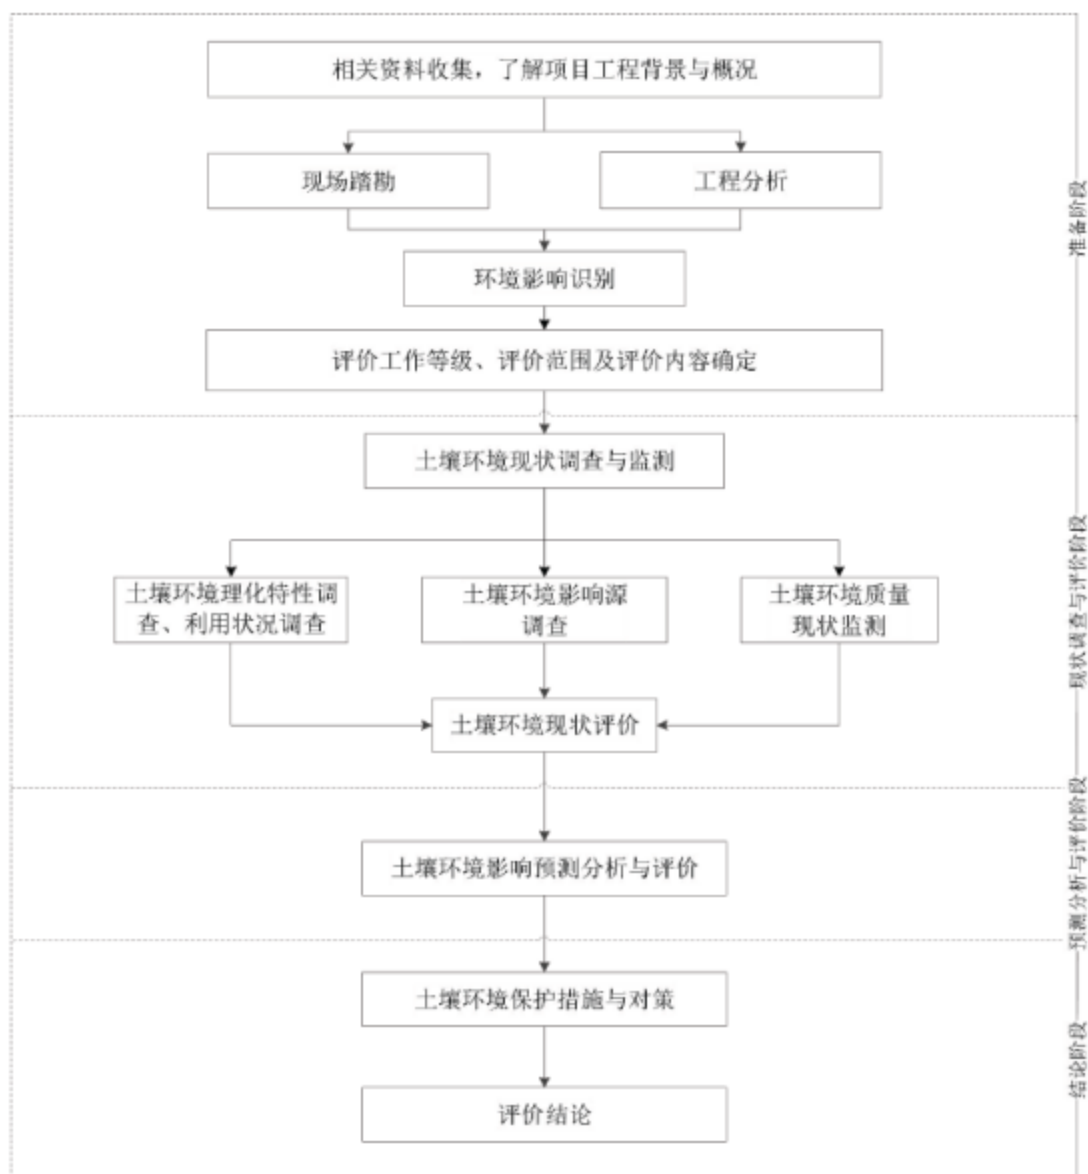 相关资料收集，了解项目工程背景与概况
现场踏勘
工程分析
环境影响识别
评价工作等级、评价范围及评价内容确定
准备阶段
土壤环境现状调查与监测
土壤环境理化特性调
查、利用状况调查
土壤环境影响源
调查
土壤环境质量
现状监测
土壤环境现状评价
现状调查与评价阶段
土壤环境影响预测分析与评价
预测分析与评价阶段
土壤环境保护措施与对策
评价结论
结论阶段